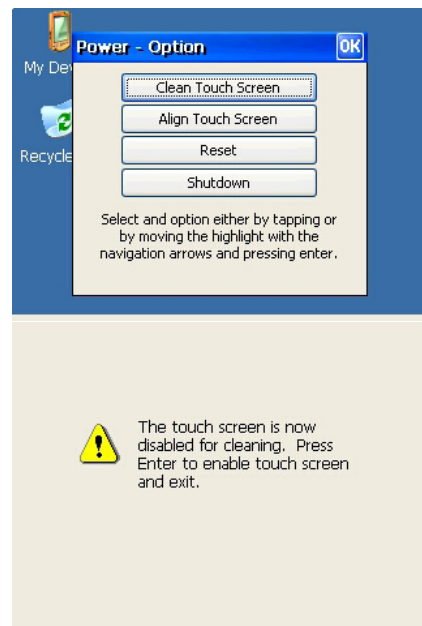 Power - Option
OK
My Dev
Clean Touch Screen
Align Touch Screen
Recycle
Reset
Shutdown
Select and option either by tapping or
by moving the highlight with the
navigation arrows and pressing enter.
The touch screen is now
disabled for cleaning. Press
Enter to enable touch screen
and exit.